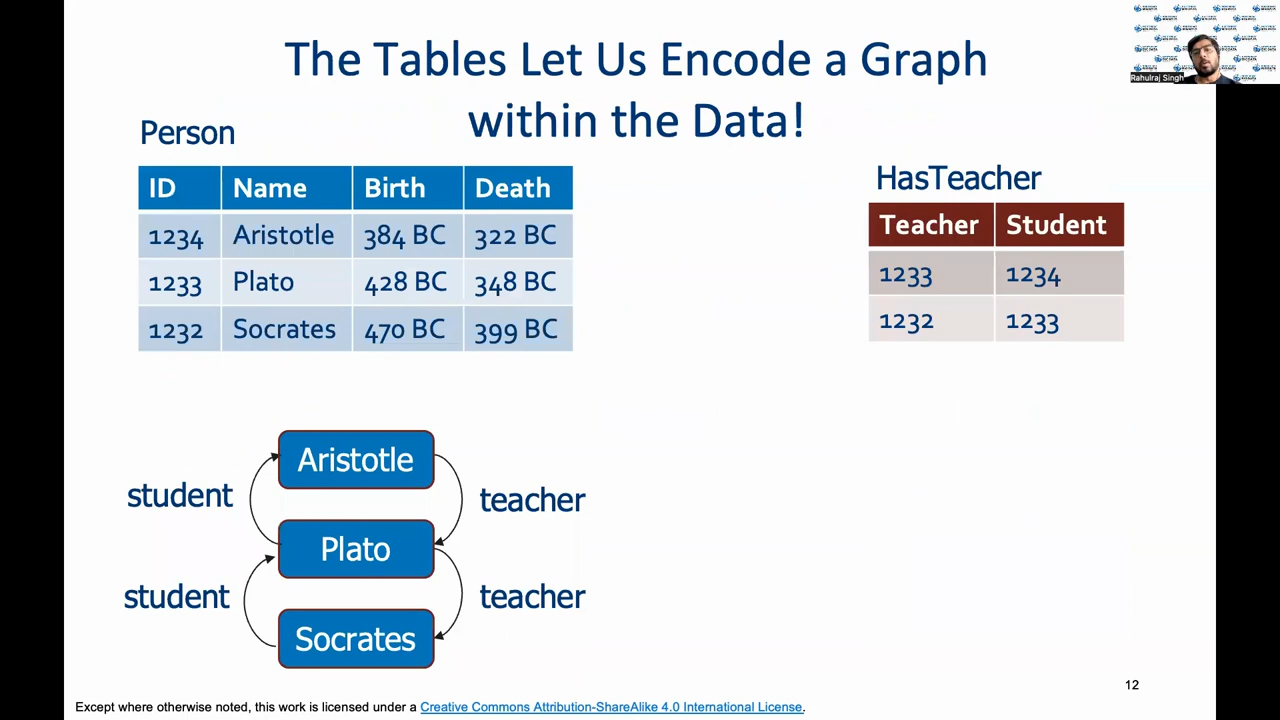 The Tables Let Us Encode a Graph
within the Data!
Person
ID Name Birth Death
1234 Aristotle 384 BC 322 BC
1233 Plato 428 BC 348 BC
1232 Socrates 470 BC 399 BC
HasTeacher
Teacher Student
1233 1234
1232 1233
Aristotle
student teacher
Plato
student teacher
Socrates
12
Except where otherwise noted, this work is licensed under a Creative Commons Attribution-ShareAlike 4.0 International License.
Rahulraj Singh